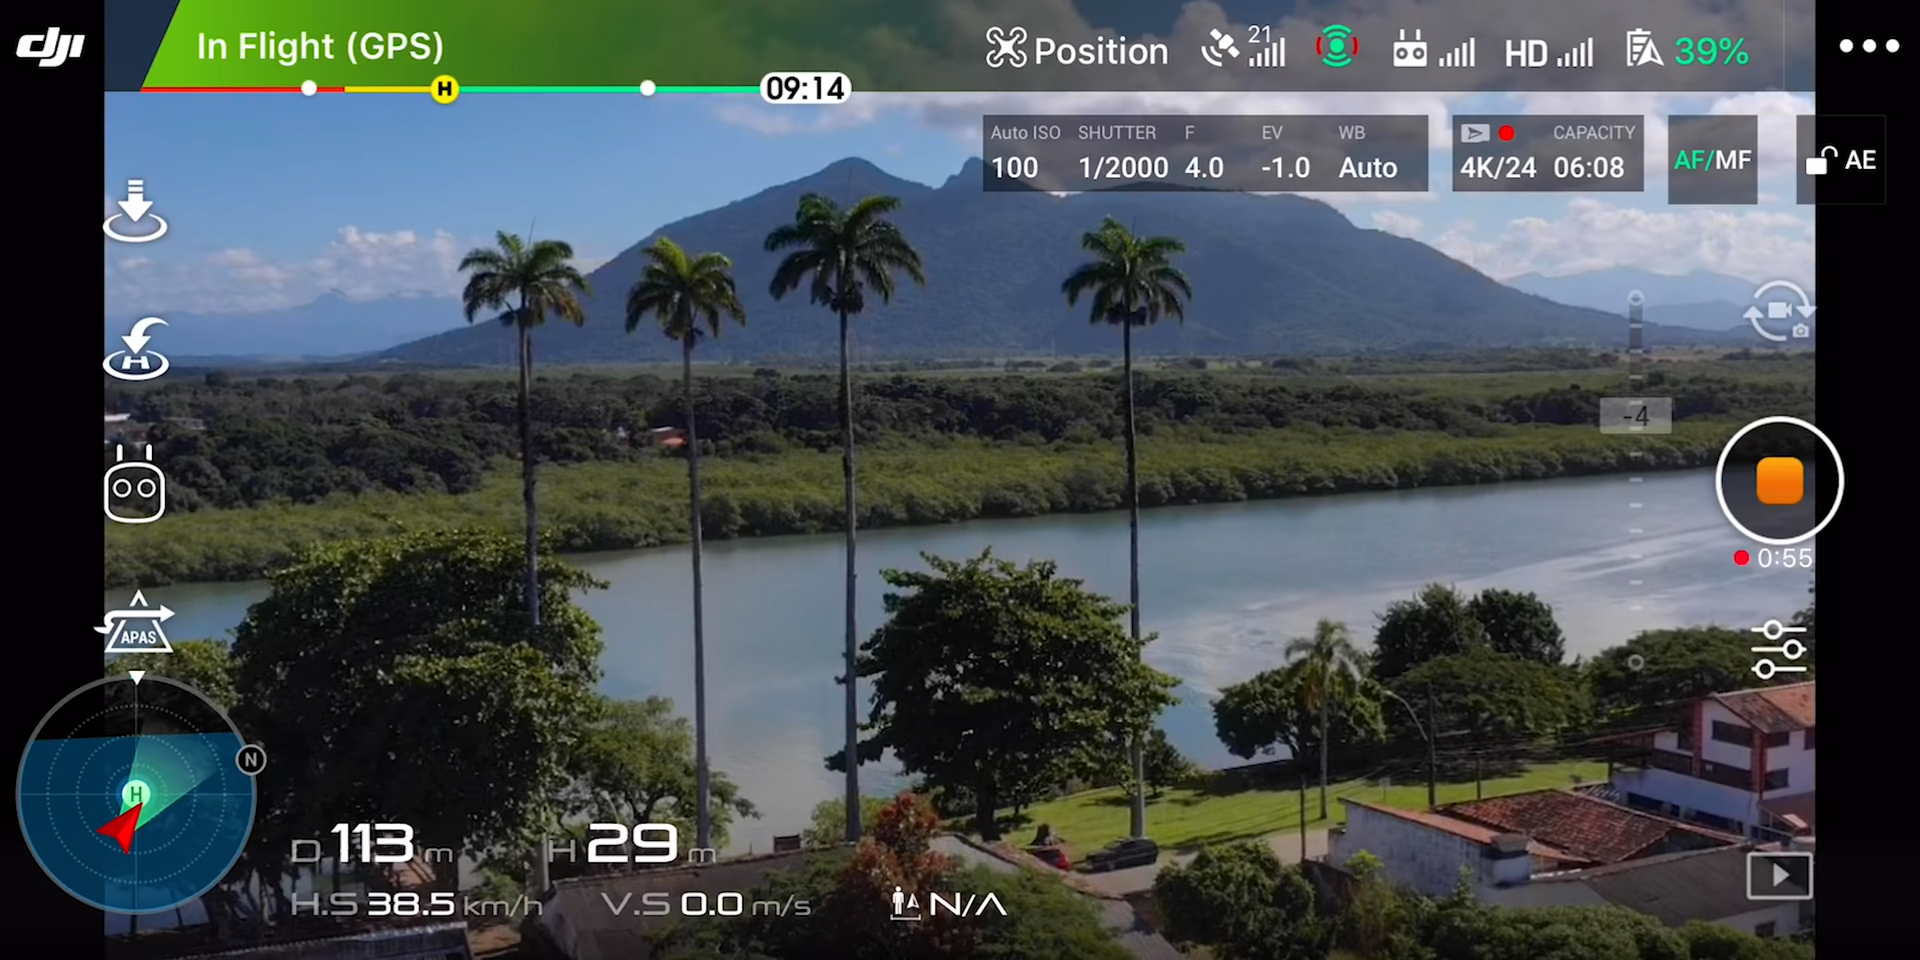 dji
In Flight (GPS)
Position
21
HD
39%
H
09:14
Auto ISO SHUTTER F EV WB
100 1/2000 4.0 -1.0 Auto
CAPACITY
4K/24 06:08
AF/MF
AE
H
-4
0:55
APAS
N
H
D 113 m H 29 m
H.S 38.5 km/h V.S 0.0 m/s N/A